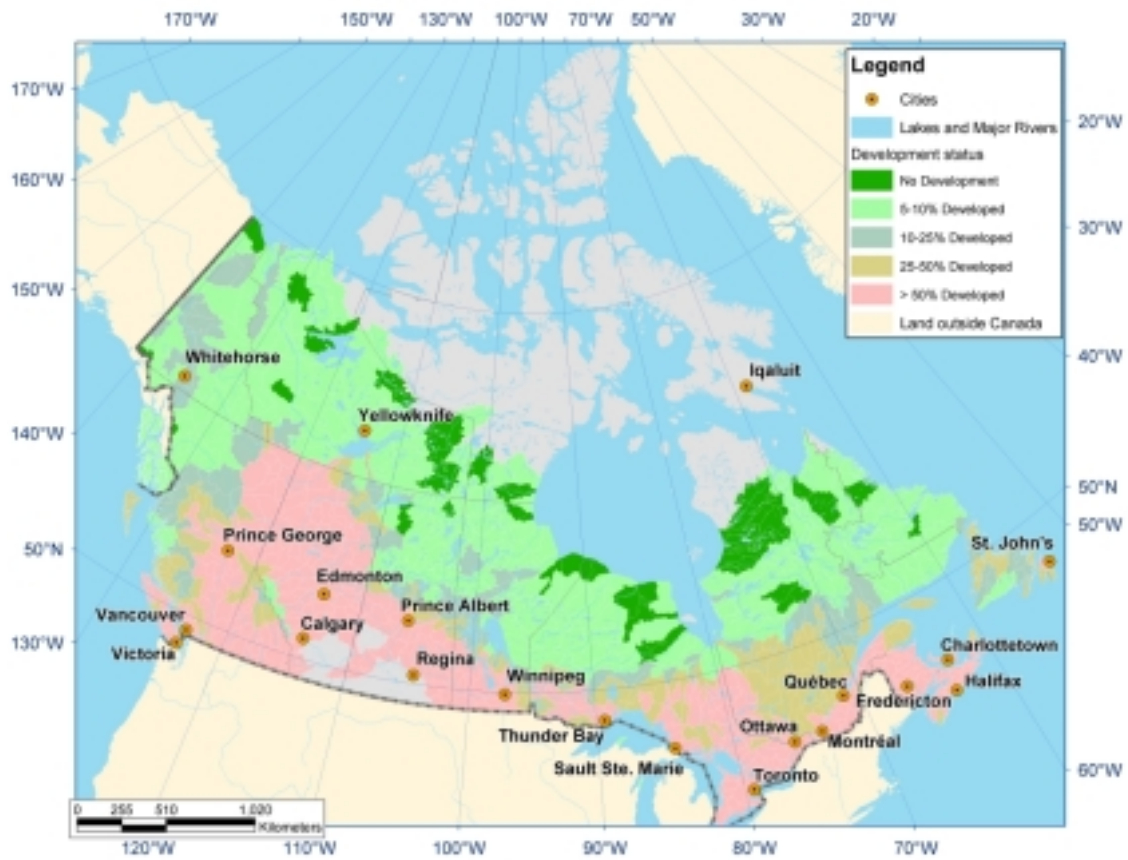 170°W 150°W 130°W 110°W 100°W 90°W 70°W 50°W 30°W 20°W
Legend
Cities
Lakes and Major Rivers
Development status
No Development
5-10% Developed
10-25% Developed
25-50% Developed
> 50% Developed
Land outside Canada
170°W
160°W
150°W
140°W
50°N
130°W
20°W
30°W
40°W
50°N
50°W
60°W
Whitehorse
Iqaluit
Yellowknife
Prince George
St. John's
Edmonton
Prince Albert
Vancouver
Calgary
Victoria
Regina
Charlottetown
Winnipeg
Québec
Halifax
Fredericton
Ottawa
Thunder Bay
Montréal
Sault Ste. Marie
Toronto
0 255 510 1,020
Kilometers
120°W 110°W 100°W 90°W 80°W 70°W